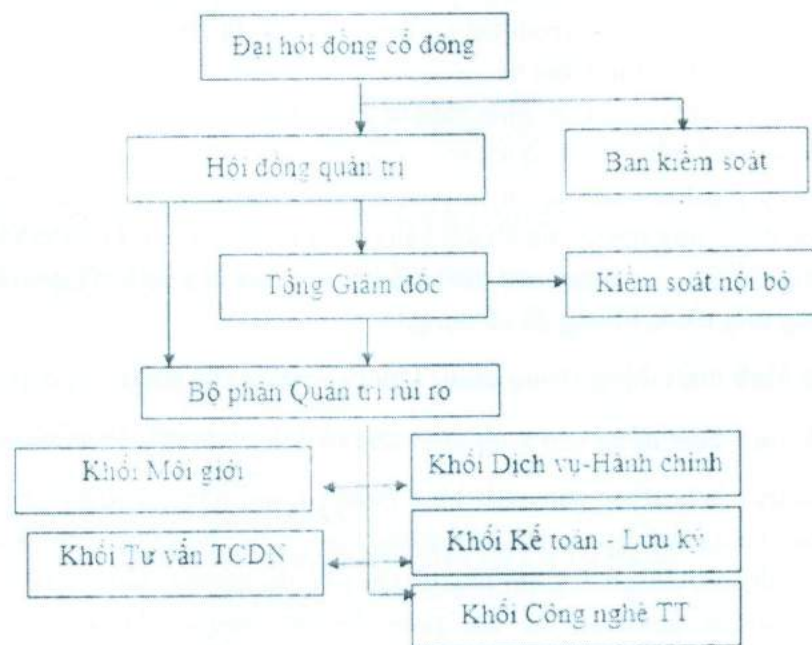 Đại hội đồng cổ đông
Hội đồng quản trị
Ban kiểm soát
Tổng Giám đốc
Kiểm soát nội bộ
Bộ phận Quản trị rủi ro
Khối Môi giới
Khối Dịch vụ-Hành chính
Khối Tư vấn TCDN
Khối Kế toán - Lưu ký
Khối Công nghệ TT